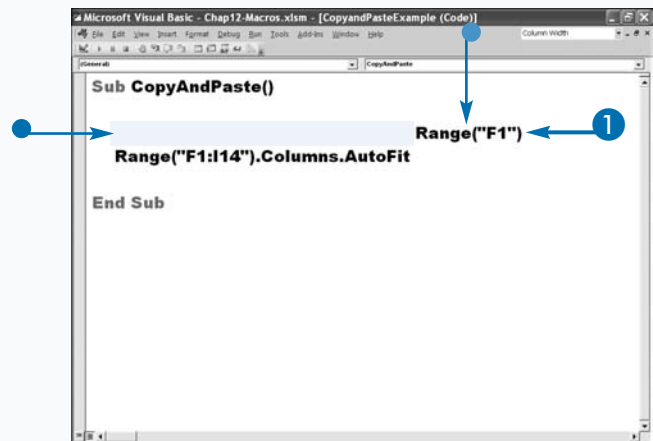 Microsoft Visual Basic - Chap12-Macros.xlsm - [CopyandPasteExample (Code)]
File Edit View Insert Format Debug Run Tools Add-Ins Window Help
Column Width
(General)
CopyAndPaste
Sub CopyAndPaste()
Range("F1")
1
Range("F1:I14").Columns.AutoFit
End Sub